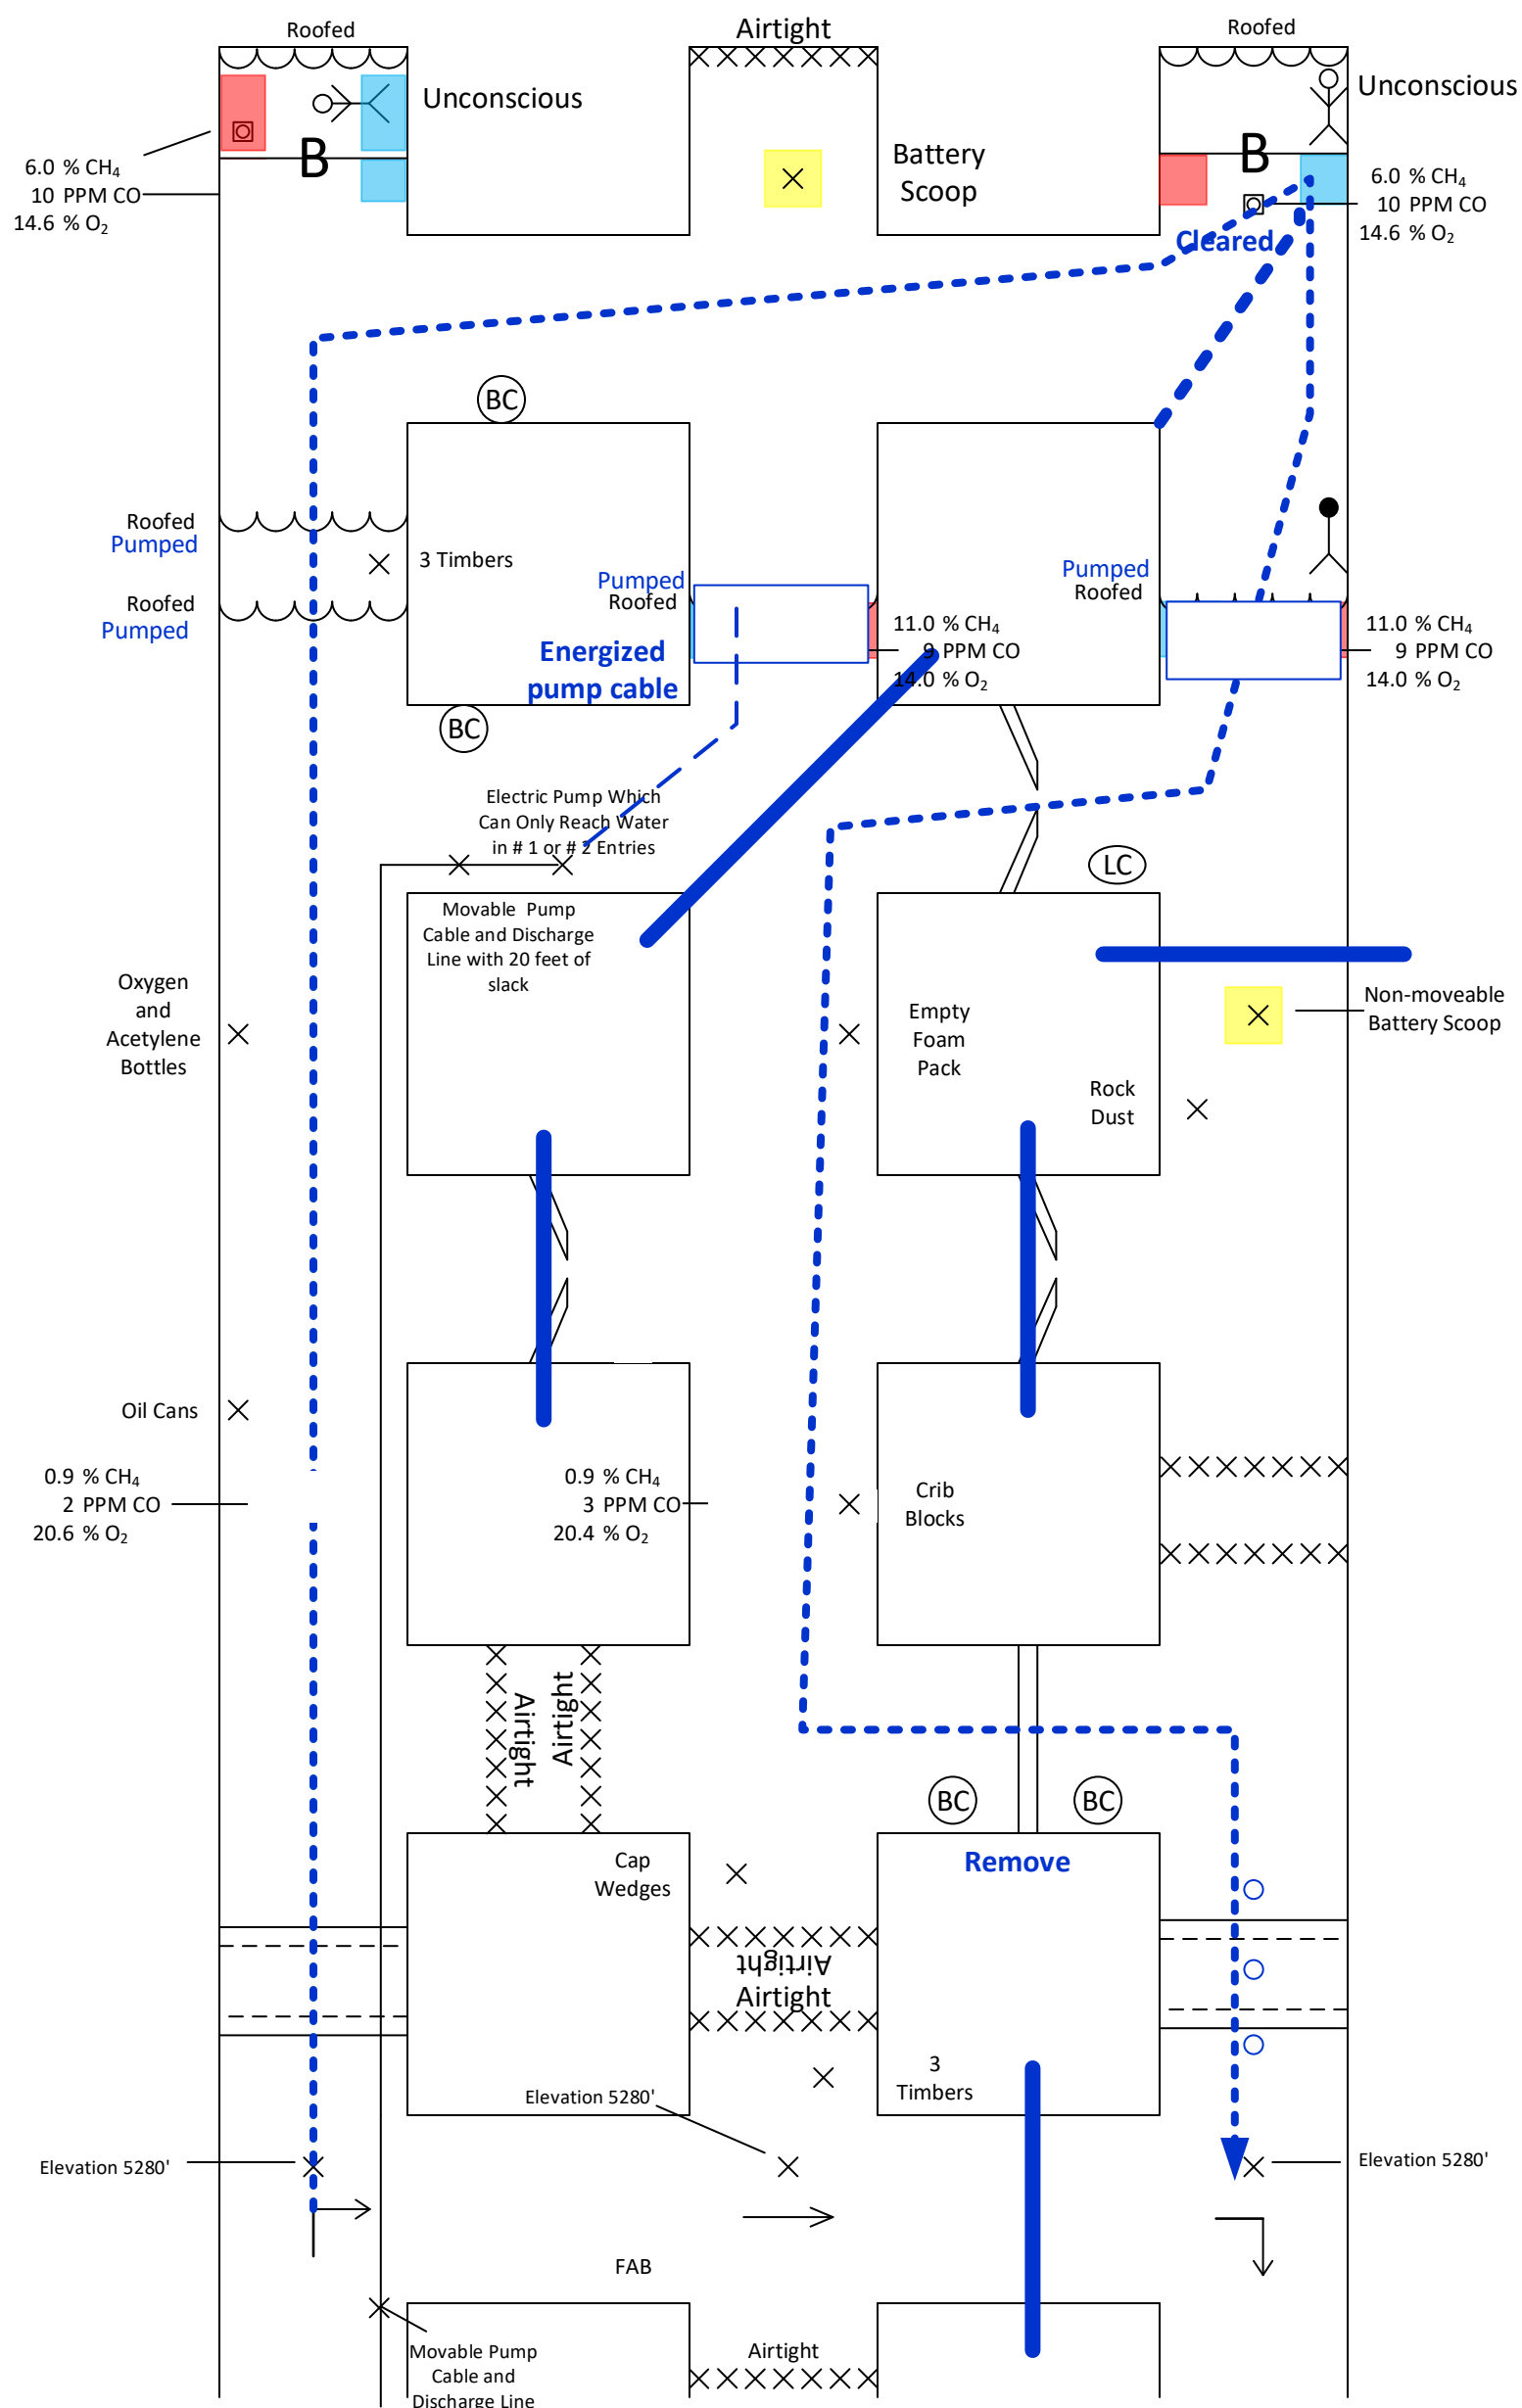 Roofed
Airtight
Roofed
Unconscious
Unconscious
B
B
Battery
Scoop
6.0 % CH₄
10 PPM CO
14.6 % O₂
6.0 % CH₄
10 PPM CO
14.6 % O₂
Cleared
BC
Roofed
Pumped
3 Timbers
Roofed
Pumped
Pumped
Roofed
Pumped
Roofed
Energized
pump cable
11.0 % CH₄
9 PPM CO
14.0 % O₂
11.0 % CH₄
9 PPM CO
14.0 % O₂
BC
Electric Pump Which
Can Only Reach Water
in # 1 or # 2 Entries
LC
Movable Pump
Cable and Discharge
Line with 20 feet of
slack
Oxygen
and
Acetylene
Bottles
Empty
Foam
Pack
Non-moveable
Battery Scoop
Rock
Dust
Oil Cans
0.9 % CH₄
2 PPM CO
20.6 % O₂
0.9 % CH₄
3 PPM CO
20.4 % O₂
Crib
Blocks
Airtight
Airtight
BC
BC
Cap
Wedges
Remove
Airtight
Airtight
3
Timbers
Elevation 5280'
Elevation 5280'
Elevation 5280'
FAB
Movable Pump
Cable and
Discharge Line
Airtight